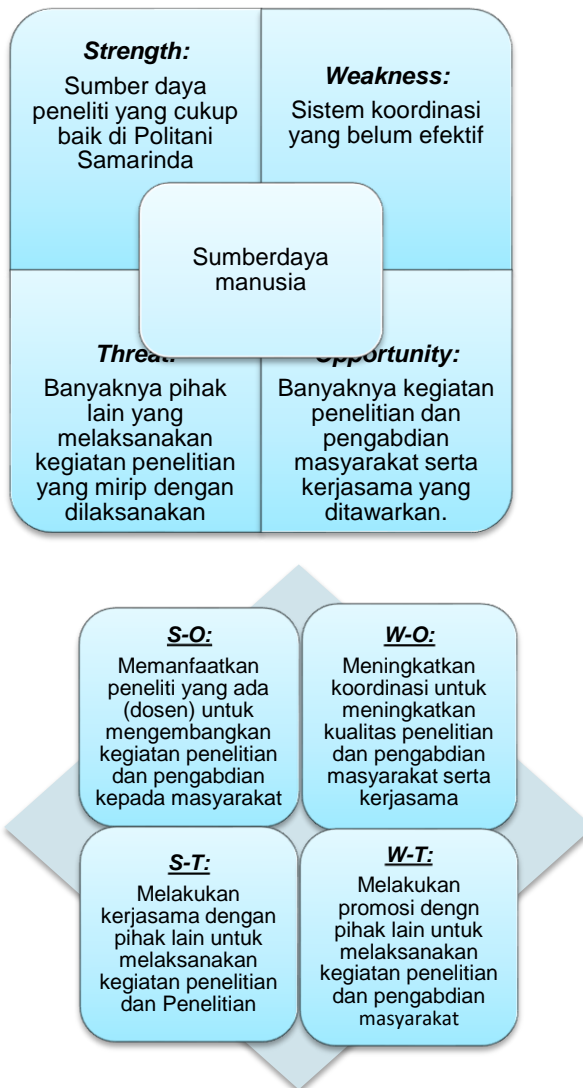 Strength:
Sumber daya
peneliti yang cukup
baik di Politani
Samarinda
Weakness:
Sistem koordinasi
yang belum efektif
Sumberdaya
manusia
Threat:
Banyaknya pihak
lain yang
melaksanakan
kegiatan penelitian
yang mirip dengan
dilaksanakan
Opportunity:
Banyaknya kegiatan
penelitian dan
pengabdian
masyarakat serta
kerjasama yang
ditawarkan.
S-O:
Memanfaatkan
peneliti yang ada
(dosen) untuk
mengembangkan
kegiatan penelitian
dan pengabdian
kepada masyarakat
W-O:
Meningkatkan
koordinasi untuk
meningkatkan
kualitas penelitian
dan pengabdian
masyarakat serta
kerjasama
S-T:
Melakukan
kerjasama dengan
pihak lain untuk
melaksanakan
kegiatan penelitian
dan Penelitian
W-T:
Melakukan
promosi dengn
pihak lain untuk
melaksanakan
kegiatan penelitian
dan pengabdian
masyarakat